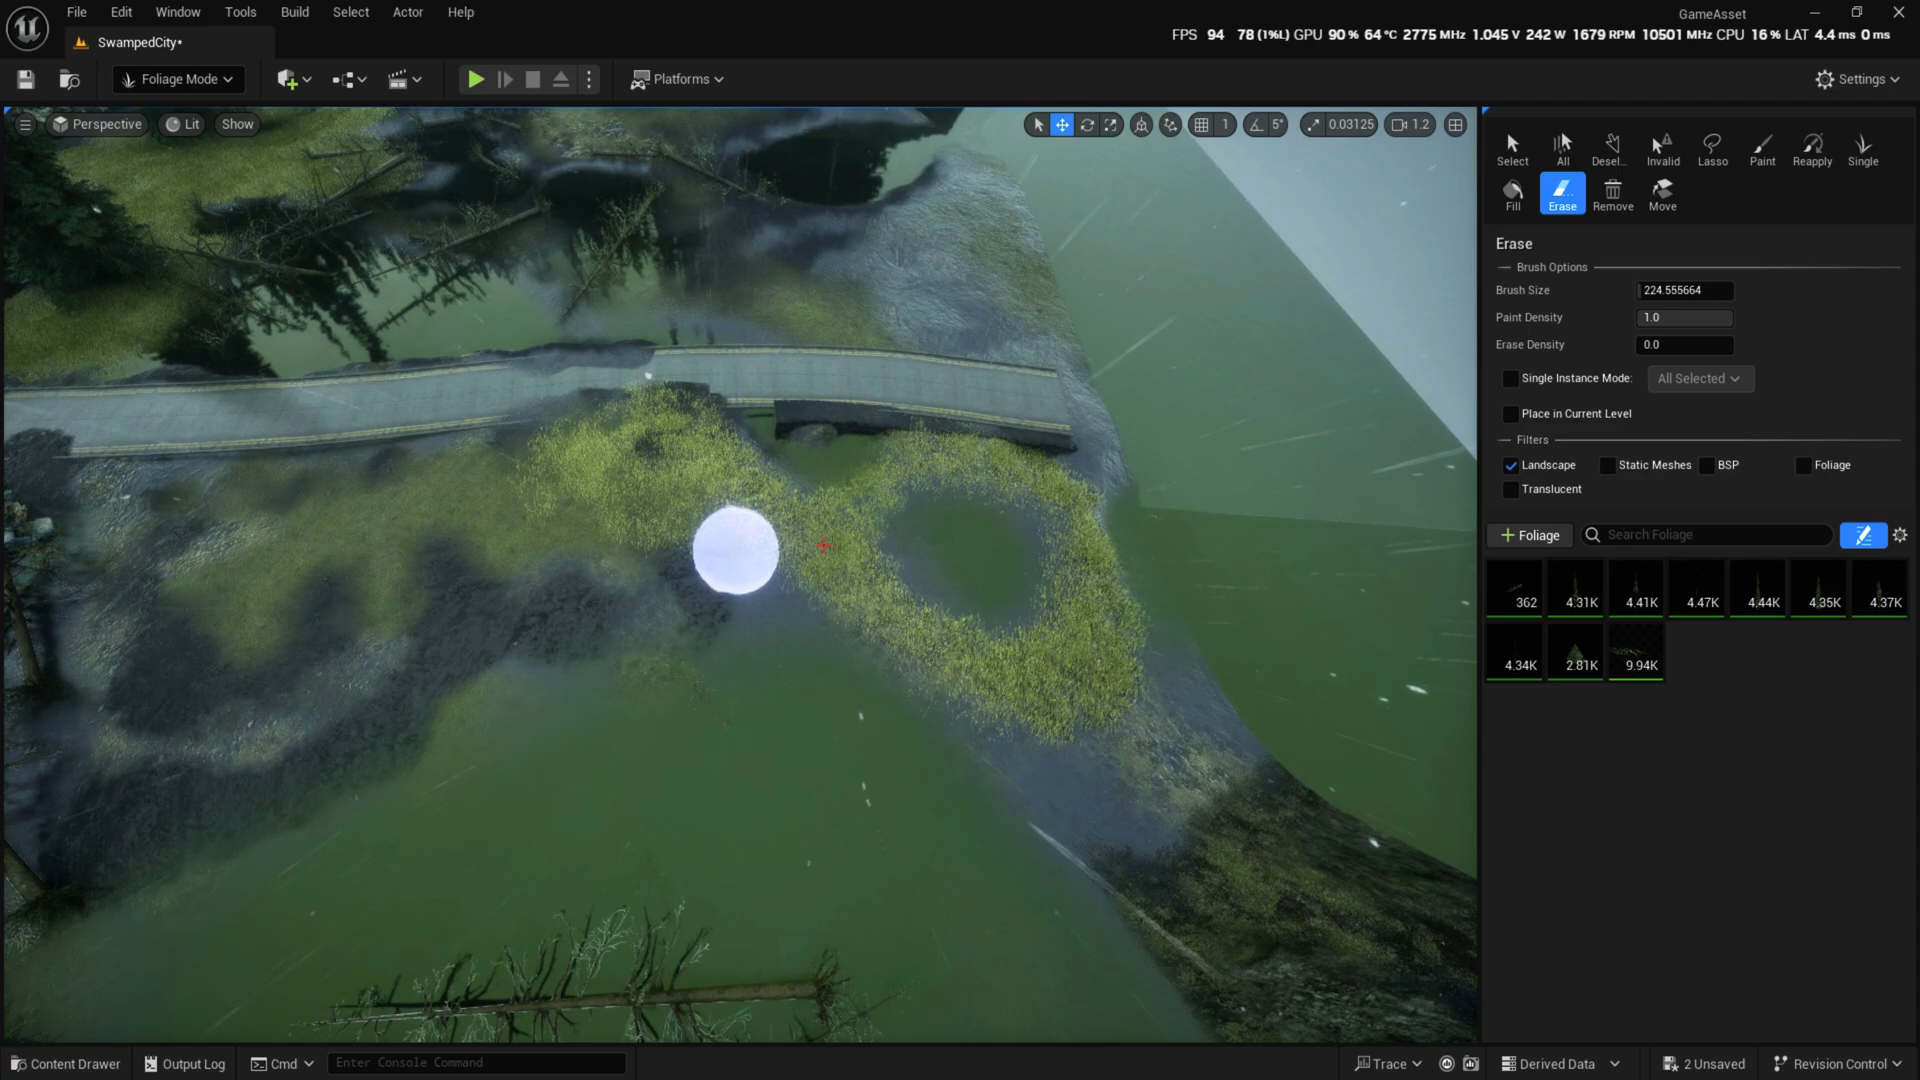 File Edit Window Tools Build Select Actor Help
GameAsset
SwampedCity*
FPS 94 78 (1%L) GPU 90 % 64 °C 2775 MHz 1.045 V 242 W 1679 RPM 10501 MHz CPU 16 % LAT 4.4 ms 0 ms
Foliage Mode
Platforms
Settings
Perspective Lit Show
1 5° 0.03125 1.2
Select All Desel... Invalid Lasso Paint Reapply Single
Fill Erase Remove Move
Erase
Brush Options
Brush Size 224.555664
Paint Density 1.0
Erase Density 0.0
Single Instance Mode: All Selected
Place in Current Level
Filters
Landscape Static Meshes BSP Foliage
Translucent
+ Foliage Search Foliage
362 4.31K 4.41K 4.47K 4.44K 4.35K 4.37K
4.34K 2.81K 9.94K
Content Drawer Output Log Cmd Enter Console Command Trace Derived Data 2 Unsaved Revision Control